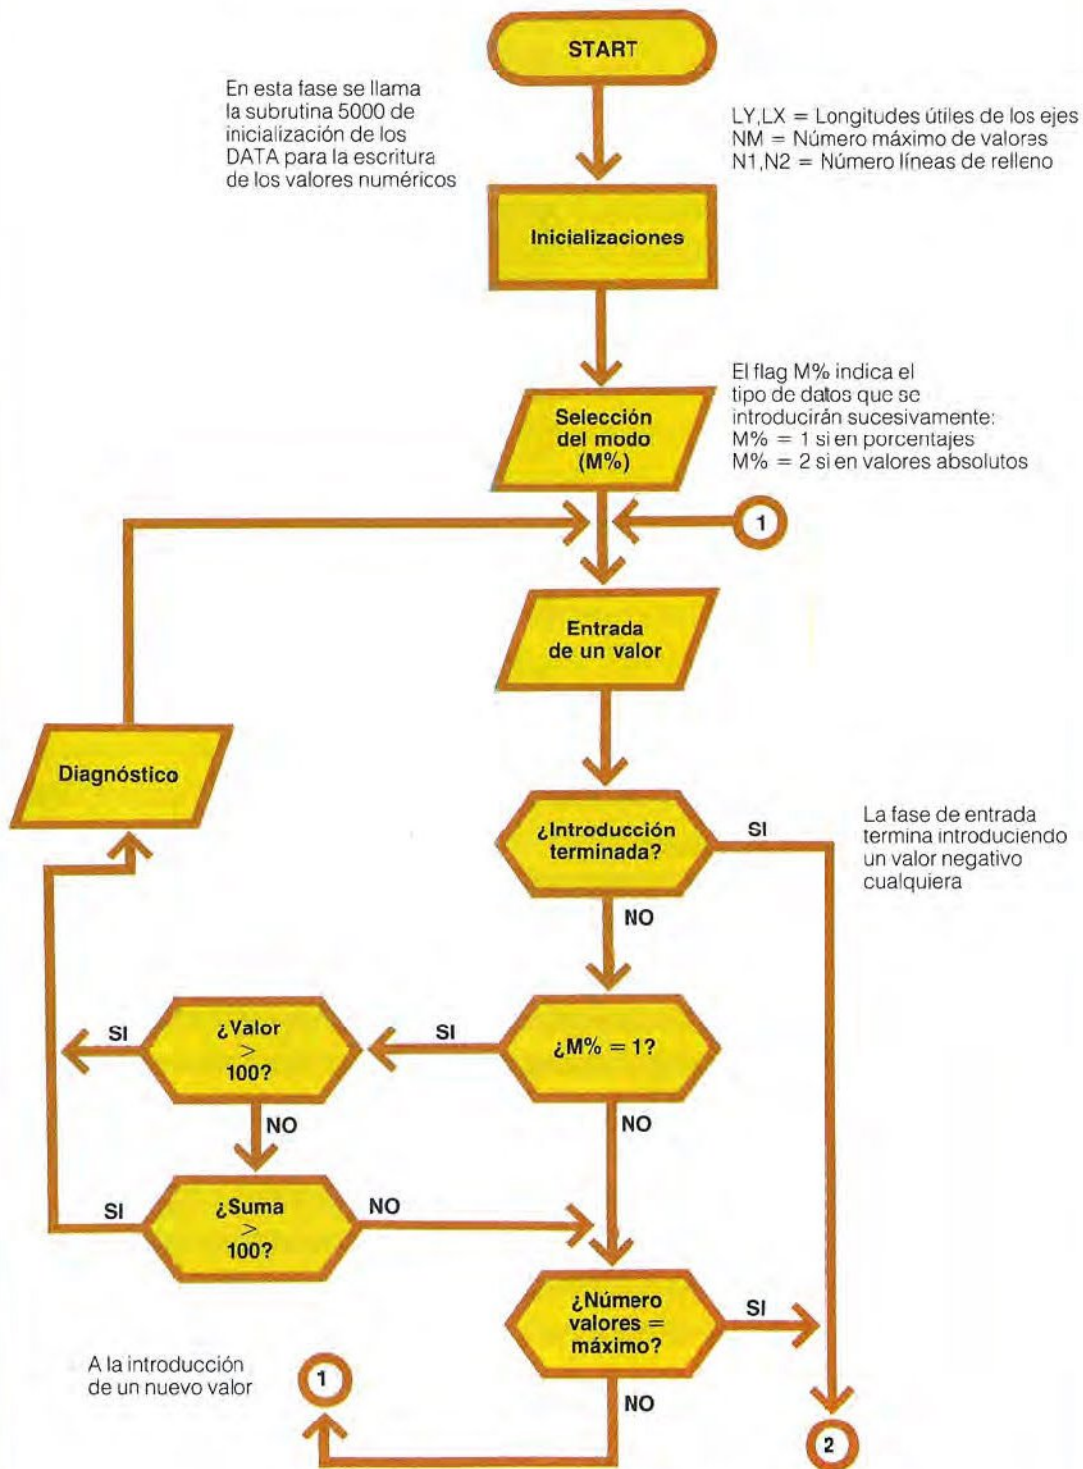 START
En esta fase se llama
la subrutina 5000 de
inicialización de los
DATA para la escritura
de los valores numéricos
LY,LX = Longitudes útiles de los ejes
NM = Número máximo de valores
N1,N2 = Número líneas de relleno
Inicializaciones
Selección
del modo
(M%)
El flag M% indica el
tipo de datos que se
introducirán sucesivamente:
M% = 1 si en porcentajes
M% = 2 si en valores absolutos
1
Entrada
de un valor
Diagnóstico
¿Introducción
terminada?
SI
La fase de entrada
termina introduciendo
un valor negativo
cualquiera
NO
¿M% = 1?
SI
¿Valor
>
100?
SI
NO
NO
¿Suma
>
100?
SI
NO
¿Número
valores =
máximo?
SI
A la introducción
de un nuevo valor
1
NO
2